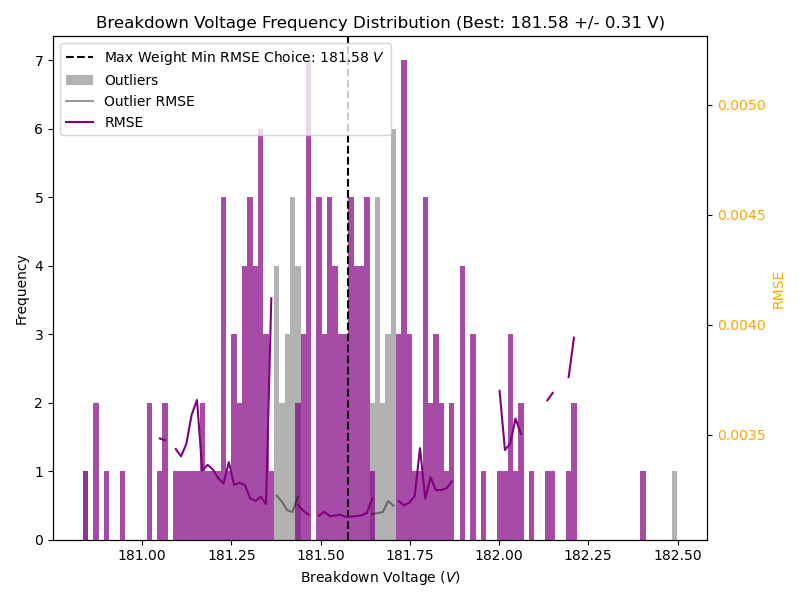 Breakdown Voltage Frequency Distribution (Best: 181.58 +/- 0.31 V)
Max Weight Min RMSE Choice: 181.58 V
Outliers
Outlier RMSE
RMSE
Frequency
7
6
5
4
3
2
1
0
0.0050
0.0045
0.0040
0.0035
RMSE
181.00
181.25
181.50
181.75
182.00
182.25
182.50
Breakdown Voltage (V)